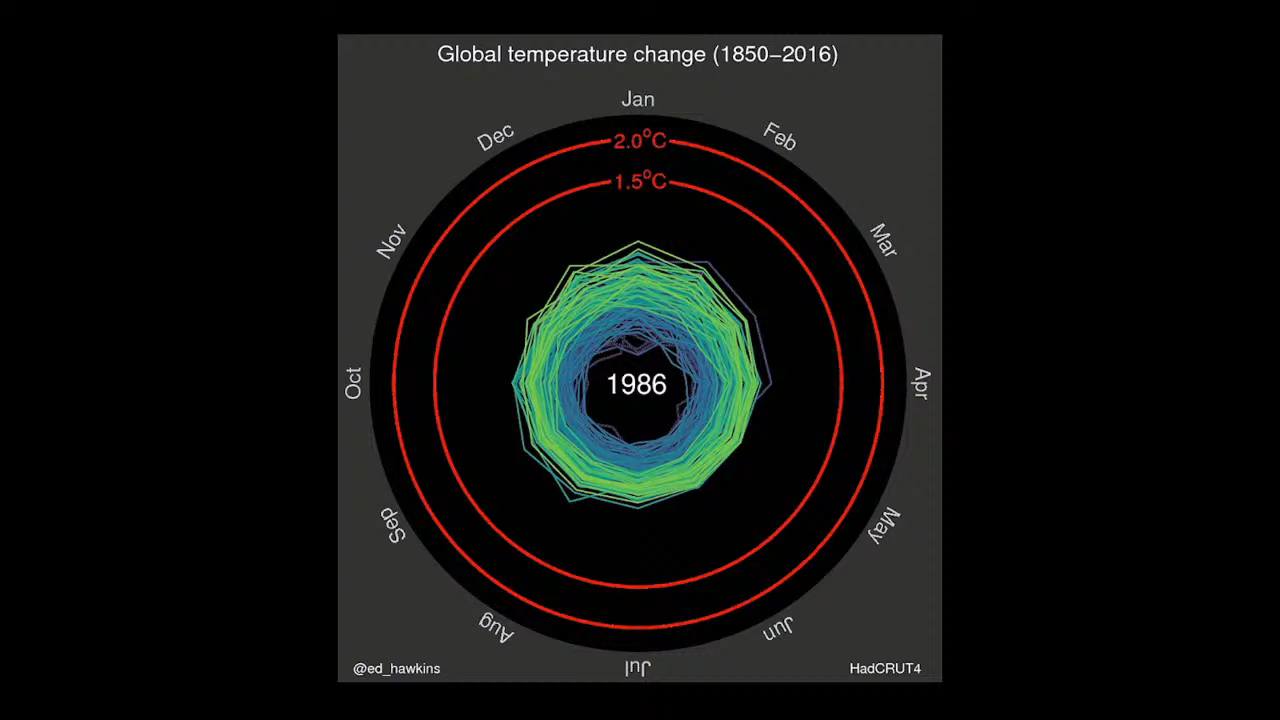 Global temperature change (1850–2016)
Jan
Dec
Feb
2.0°C
1.5°C
Nov
Mar
Oct
1986
Apr
Sep
May
Aug
Jun
Jul
@ed_hawkins
HadCRUT4